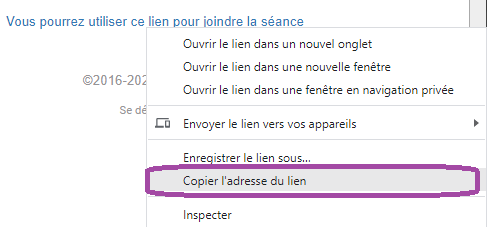 Vous pourrez utiliser ce lien pour joindre la séance
Ouvrir le lien dans un nouvel onglet
Ouvrir le lien dans une nouvelle fenêtre
©2016-202
Ouvrir le lien dans une fenêtre en navigation privée
Se dé
Envoyer le lien vers vos appareils
Enregistrer le lien sous...
Copier l'adresse du lien
Inspecter